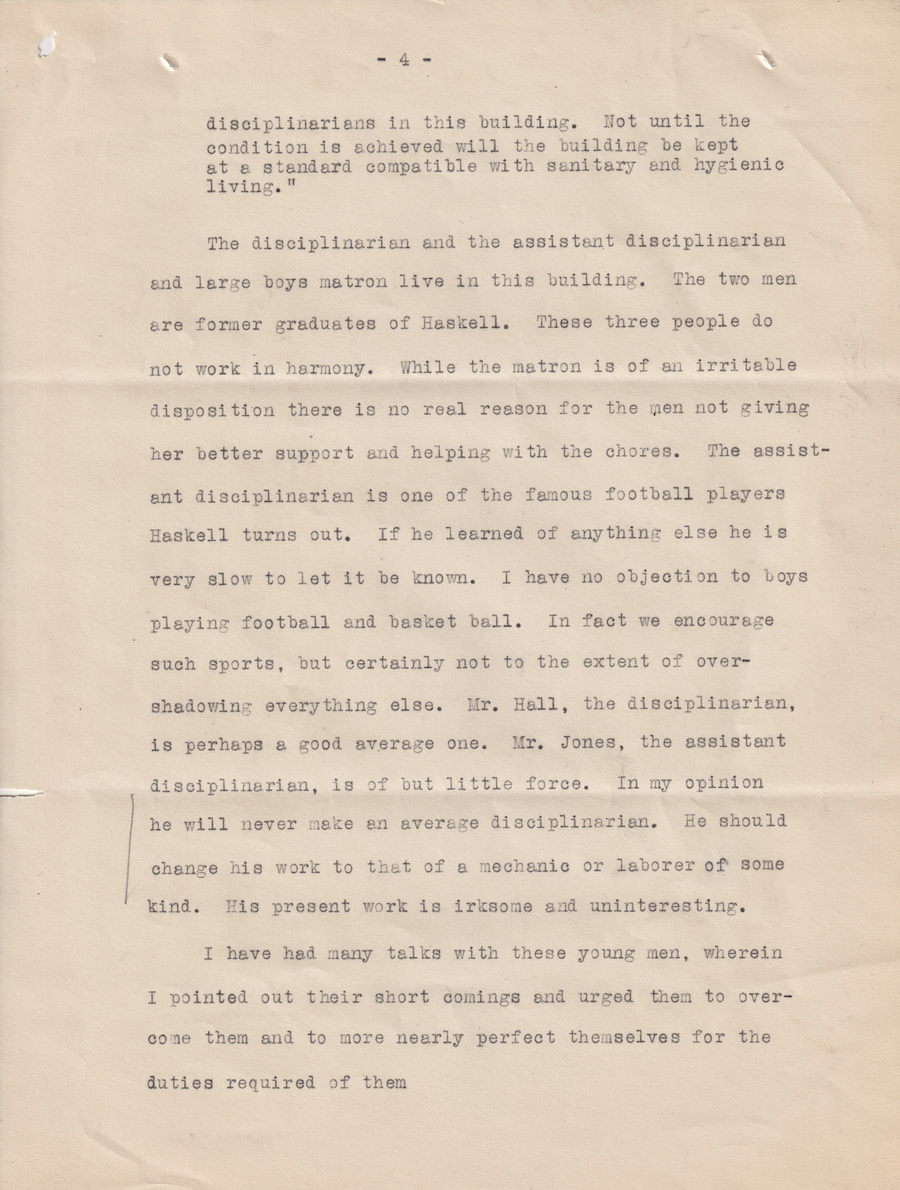 - 4 -
disciplinarians in this building.  Not until the
condition is achieved will the building be kept
at a standard compatible with sanitary and hygienic
living."
The disciplinarian and the assistant disciplinarian
and large boys matron live in this building.  The two men
are former graduates of Haskell.  These three people do
not work in harmony.  While the matron is of an irritable
disposition there is no real reason for the men not giving
her better support and helping with the chores.  The assist-
ant disciplinarian is one of the famous football players
Haskell turns out.  If he learned of anything else he is
very slow to let it be known.  I have no objection to boys
playing football and basket ball.  In fact we encourage
such sports, but certainly not to the extent of over-
shadowing everything else.  Mr. Hall, the disciplinarian,
is perhaps a good average one.  Mr. Jones, the assistant
disciplinarian, is of but little force.  In my opinion
he will never make an average disciplinarian.  He should
change his work to that of a mechanic or laborer of some
kind.  His present work is irksome and uninteresting.
I have had many talks with these young men, wherein
I pointed out their short comings and urged them to over-
come them and to more nearly perfect themselves for the
duties required of them